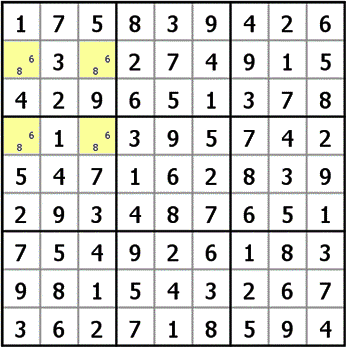 1 7 5 8 3 9 4 2 6
6 8 3 6 8 2 7 4 9 1 5
4 2 9 6 5 1 3 7 8
6 8 1 6 8 3 9 5 7 4 2
5 4 7 1 6 2 8 3 9
2 9 3 4 8 7 6 5 1
7 5 4 9 2 6 1 8 3
9 8 1 5 4 3 2 6 7
3 6 2 7 1 8 5 9 4